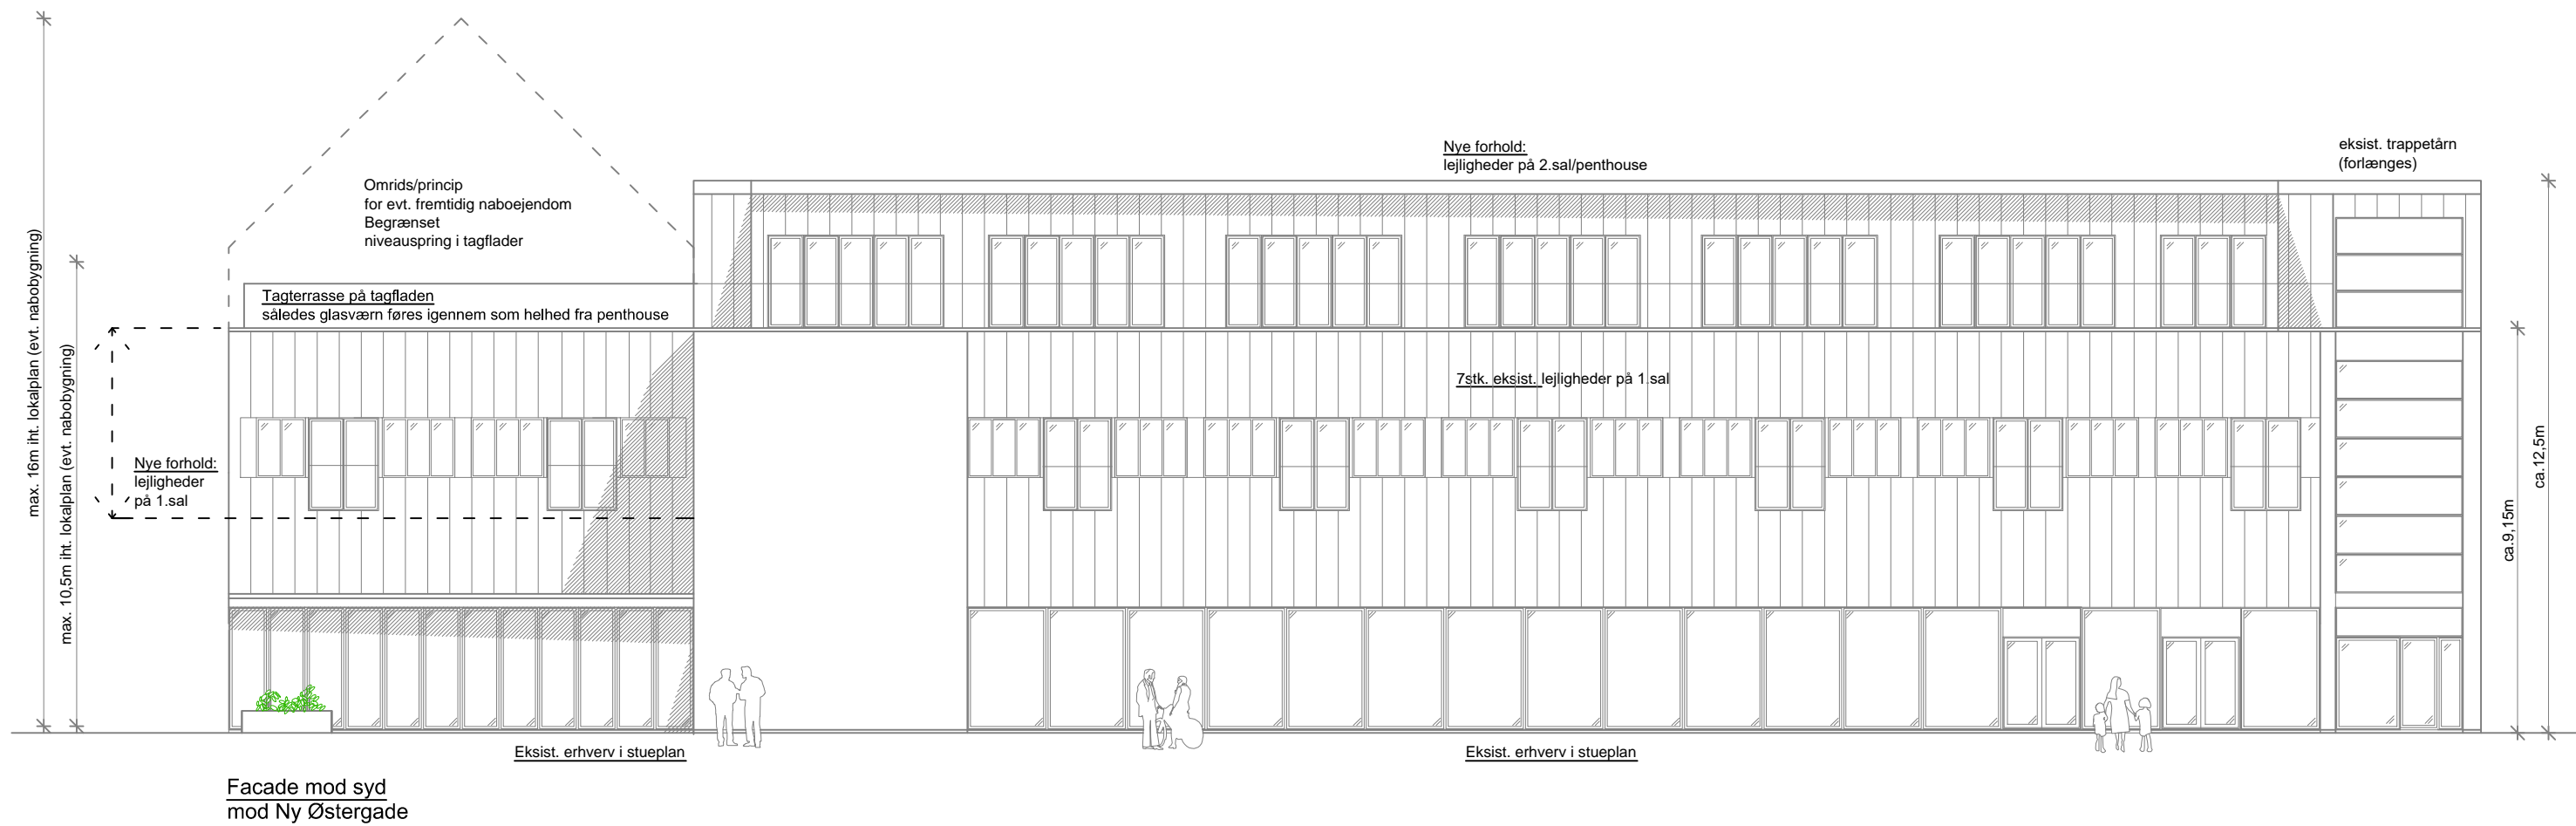 Nye forhold:
lejligheder på 2.sal/penthouse
eksist. trappetårn
(forlænges)
Omrids/princip
for evt. fremtidig naboejendom
Begrænset
niveauspring i tagflader
Tagterrasse på tagfladen
således glasværn føres igennem som helhed fra penthouse
max. 16m iht. lokalplan (evt. nabobygning)
max. 10,5m iht. lokalplan (evt. nabobygning)
7stk. eksist. lejligheder på 1.sal
Nye forhold:
lejligheder
på 1.sal
ca.9,15m
ca.12,5m
Eksist. erhverv i stueplan
Eksist. erhverv i stueplan
Facade mod syd
mod Ny Østergade